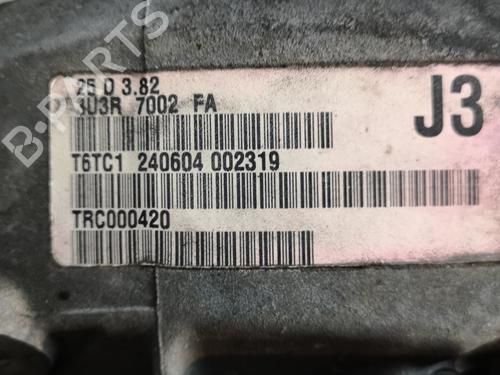 25 D 3.82
3U3R 7002 FA
J3
T6TC1 240604 002319
TRC000420
B-PARTS